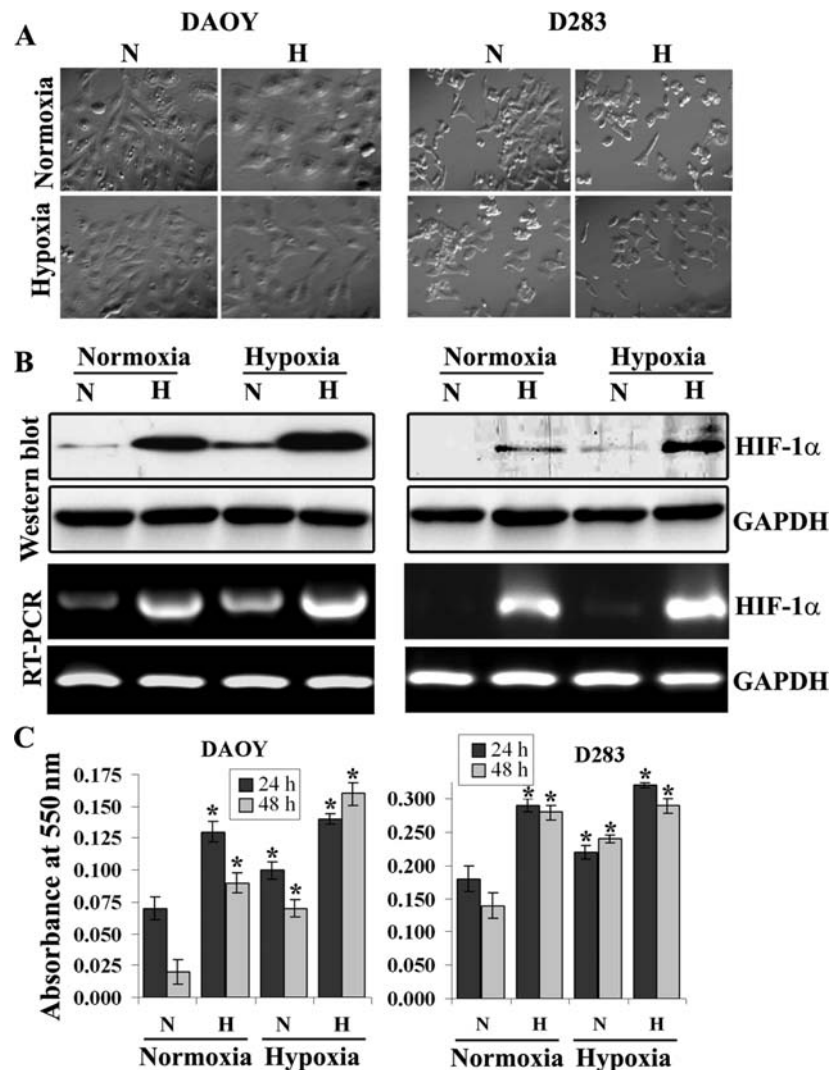 A
DAOY
D283
N H N H
Normoxia
Hypoxia
B
Normoxia Hypoxia Normoxia Hypoxia
N H N H N H N H
Western blot
HIF-1α
GAPDH
RT-PCR
HIF-1α
GAPDH
C
DAOY
24 h
48 h
Absorbance at 550 nm
0.175
0.150
0.125
0.100
0.075
0.050
0.025
0.000
* * * * * *
N H N H
Normoxia Hypoxia
D283
24 h
48 h
0.300
0.250
0.200
0.150
0.100
0.050
0.000
* * * * * *
N H N H
Normoxia Hypoxia